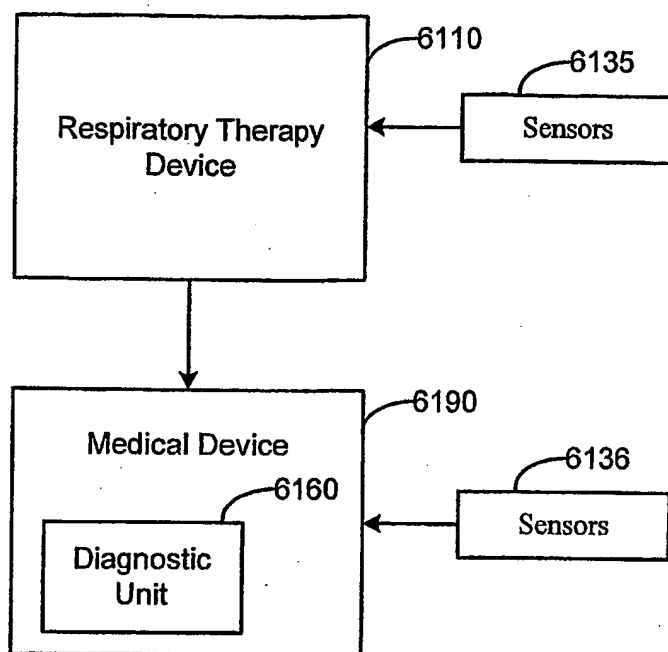 6110
6135
Respiratory Therapy
Device
Sensors
6190
Medical Device
6136
6160
Sensors
Diagnostic
Unit